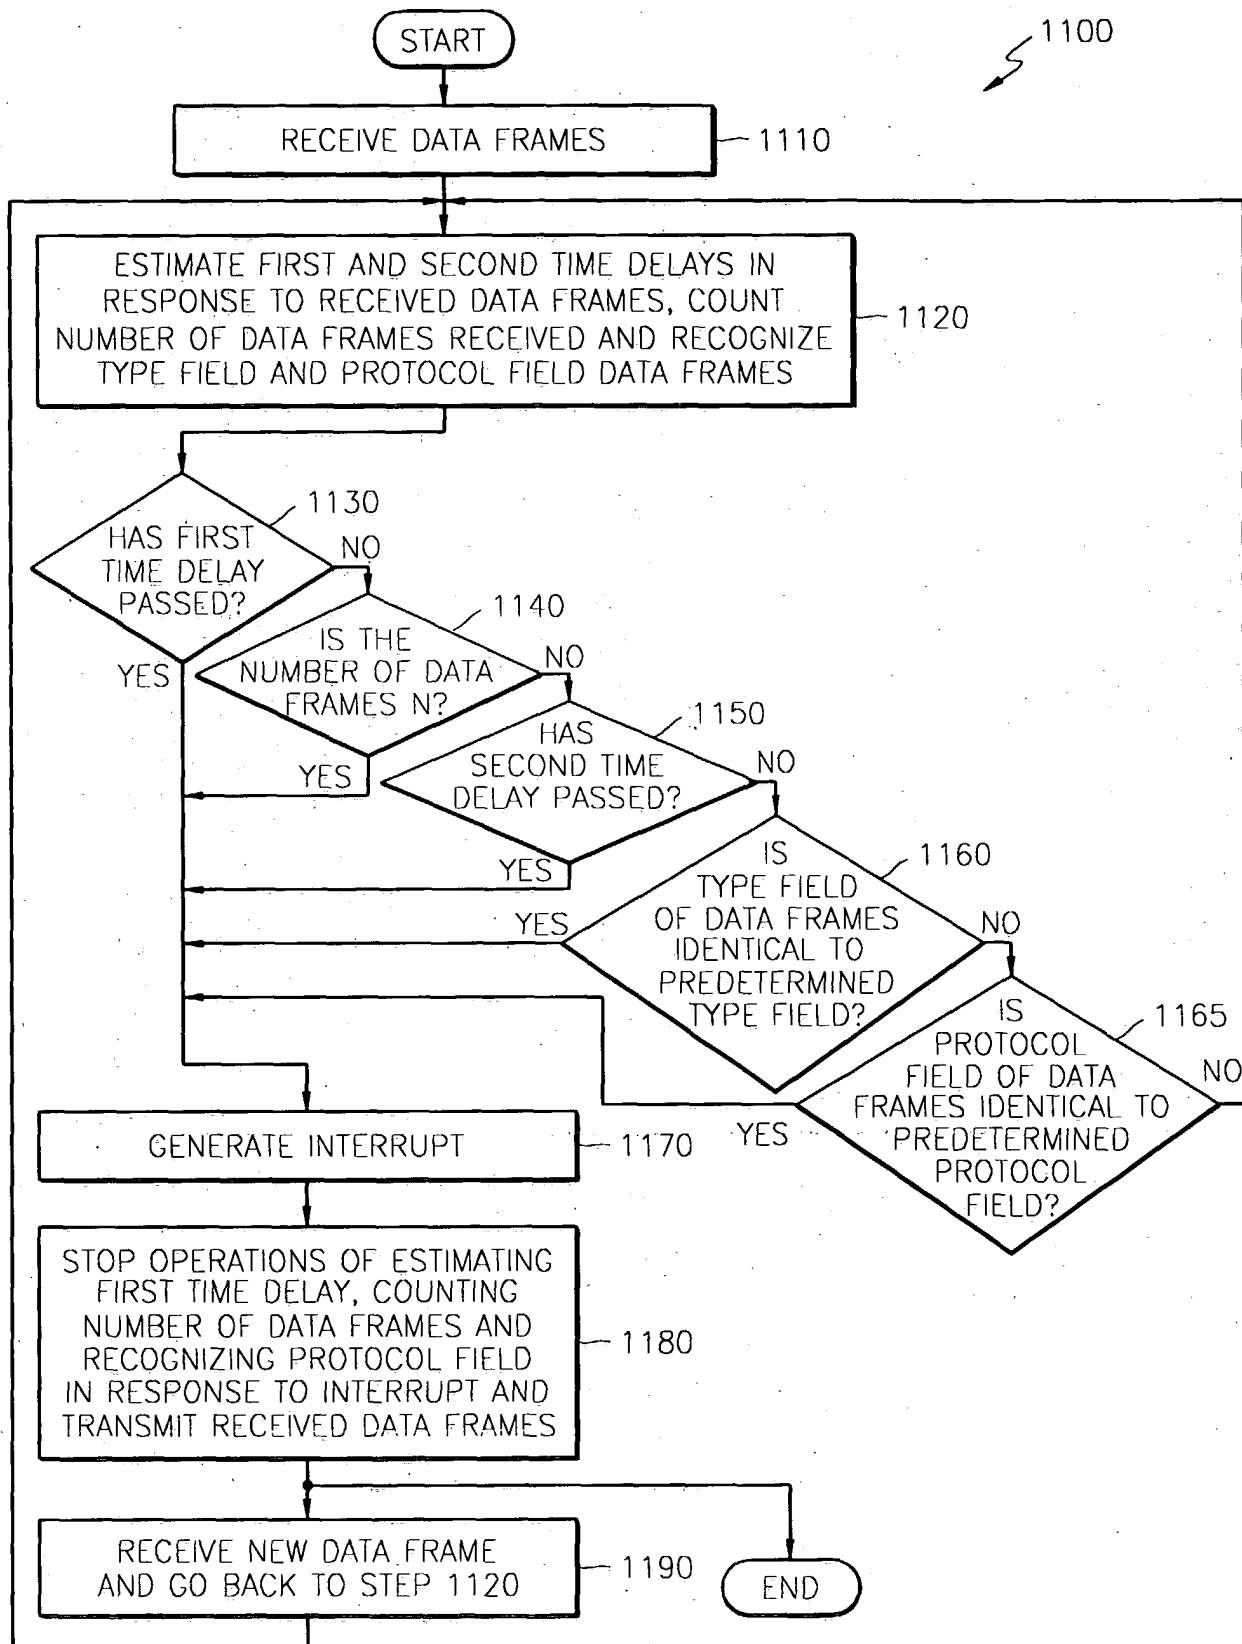 START
1100
RECEIVE DATA FRAMES
1110
ESTIMATE FIRST AND SECOND TIME DELAYS IN
RESPONSE TO RECEIVED DATA FRAMES, COUNT
NUMBER OF DATA FRAMES RECEIVED AND RECOGNIZE
TYPE FIELD AND PROTOCOL FIELD DATA FRAMES
1120
1130
HAS FIRST
TIME DELAY
PASSED?
NO
YES
1140
IS THE
NUMBER OF DATA
FRAMES N?
NO
YES
1150
HAS
SECOND TIME
DELAY PASSED?
NO
YES
1160
IS
TYPE FIELD
OF DATA FRAMES
IDENTICAL TO
PREDETERMINED
TYPE FIELD?
YES
NO
1165
IS
PROTOCOL
FIELD OF DATA
FRAMES IDENTICAL TO
PREDETERMINED
PROTOCOL
FIELD?
NO
YES
GENERATE INTERRUPT
1170
STOP OPERATIONS OF ESTIMATING
FIRST TIME DELAY, COUNTING
NUMBER OF DATA FRAMES AND
RECOGNIZING PROTOCOL FIELD
IN RESPONSE TO INTERRUPT AND
TRANSMIT RECEIVED DATA FRAMES
1180
RECEIVE NEW DATA FRAME
AND GO BACK TO STEP 1120
1190
END